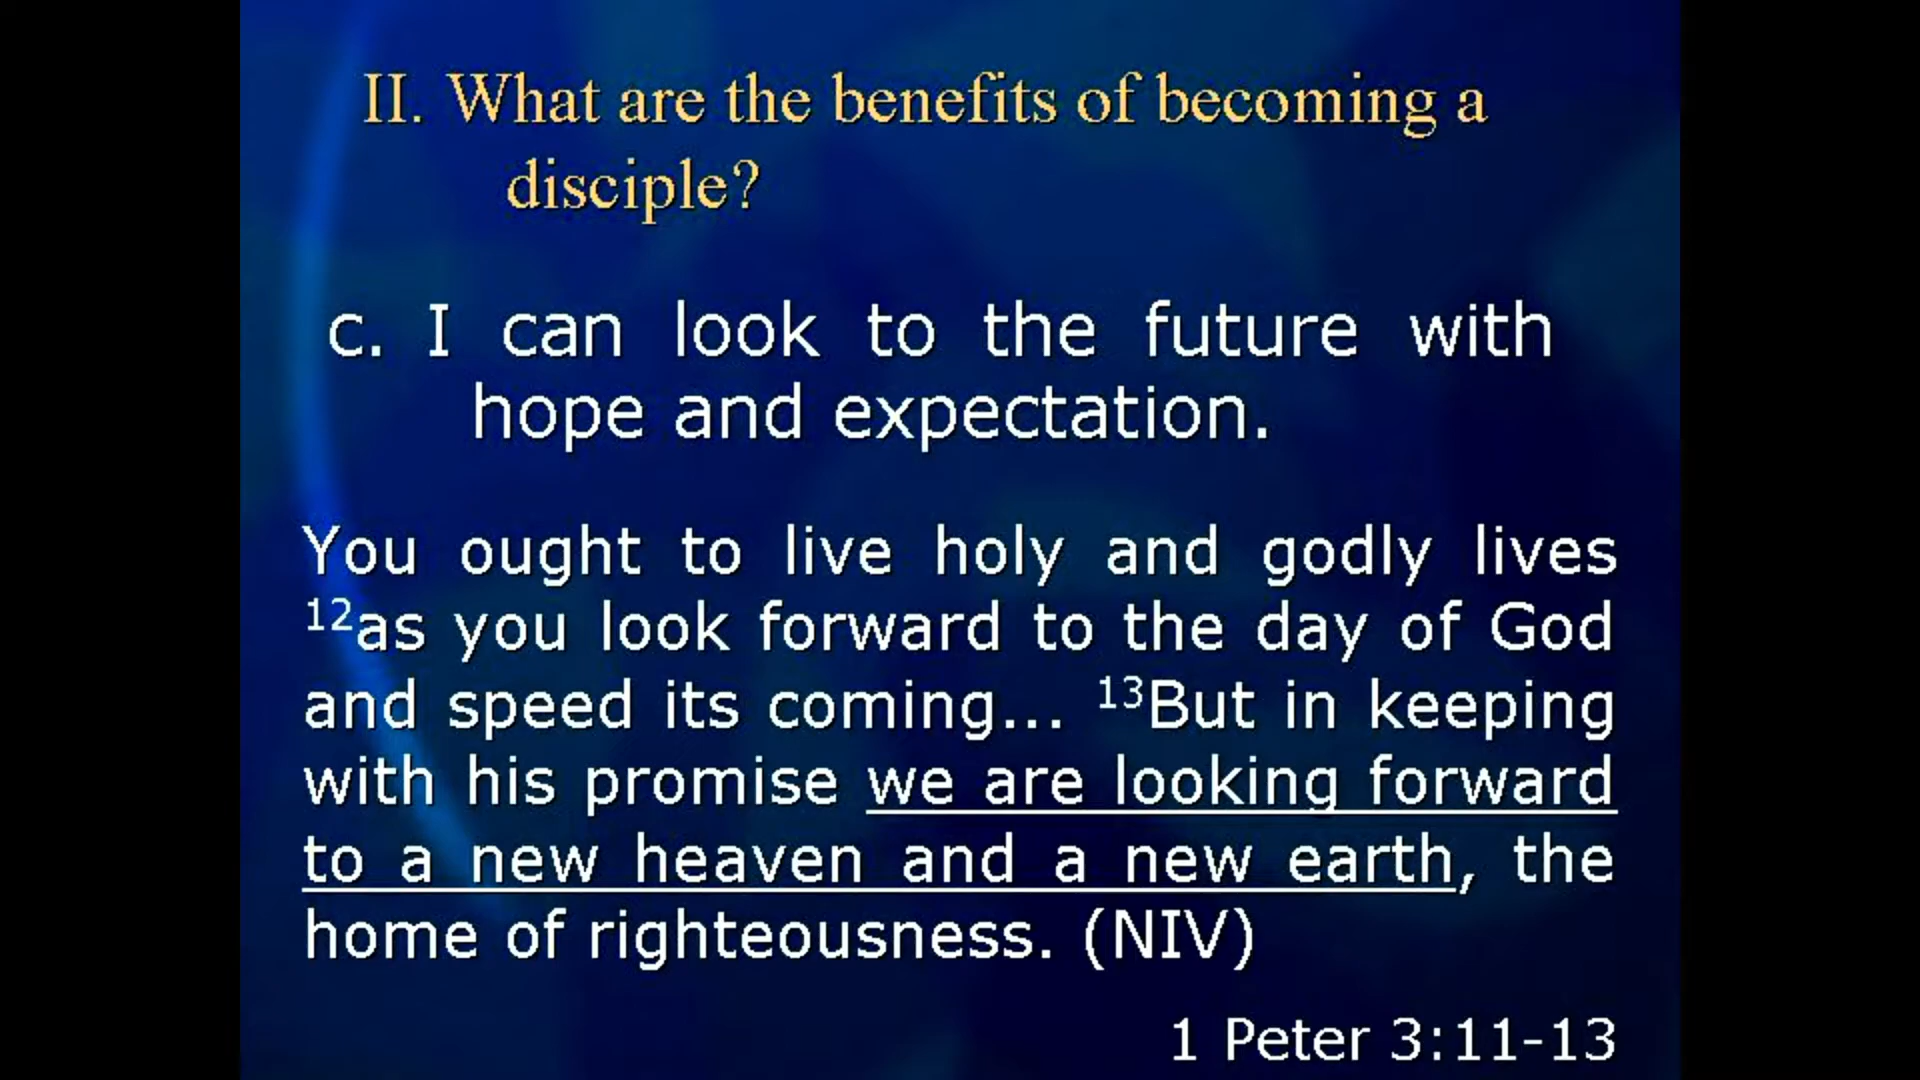 II. What are the benefits of becoming a
disciple?
c. I can look to the future with
hope and expectation.
You ought to live holy and godly lives
12as you look forward to the day of God
and speed its coming... 13But in keeping
with his promise we are looking forward
to a new heaven and a new earth, the
home of righteousness. (NIV)
1 Peter 3:11-13